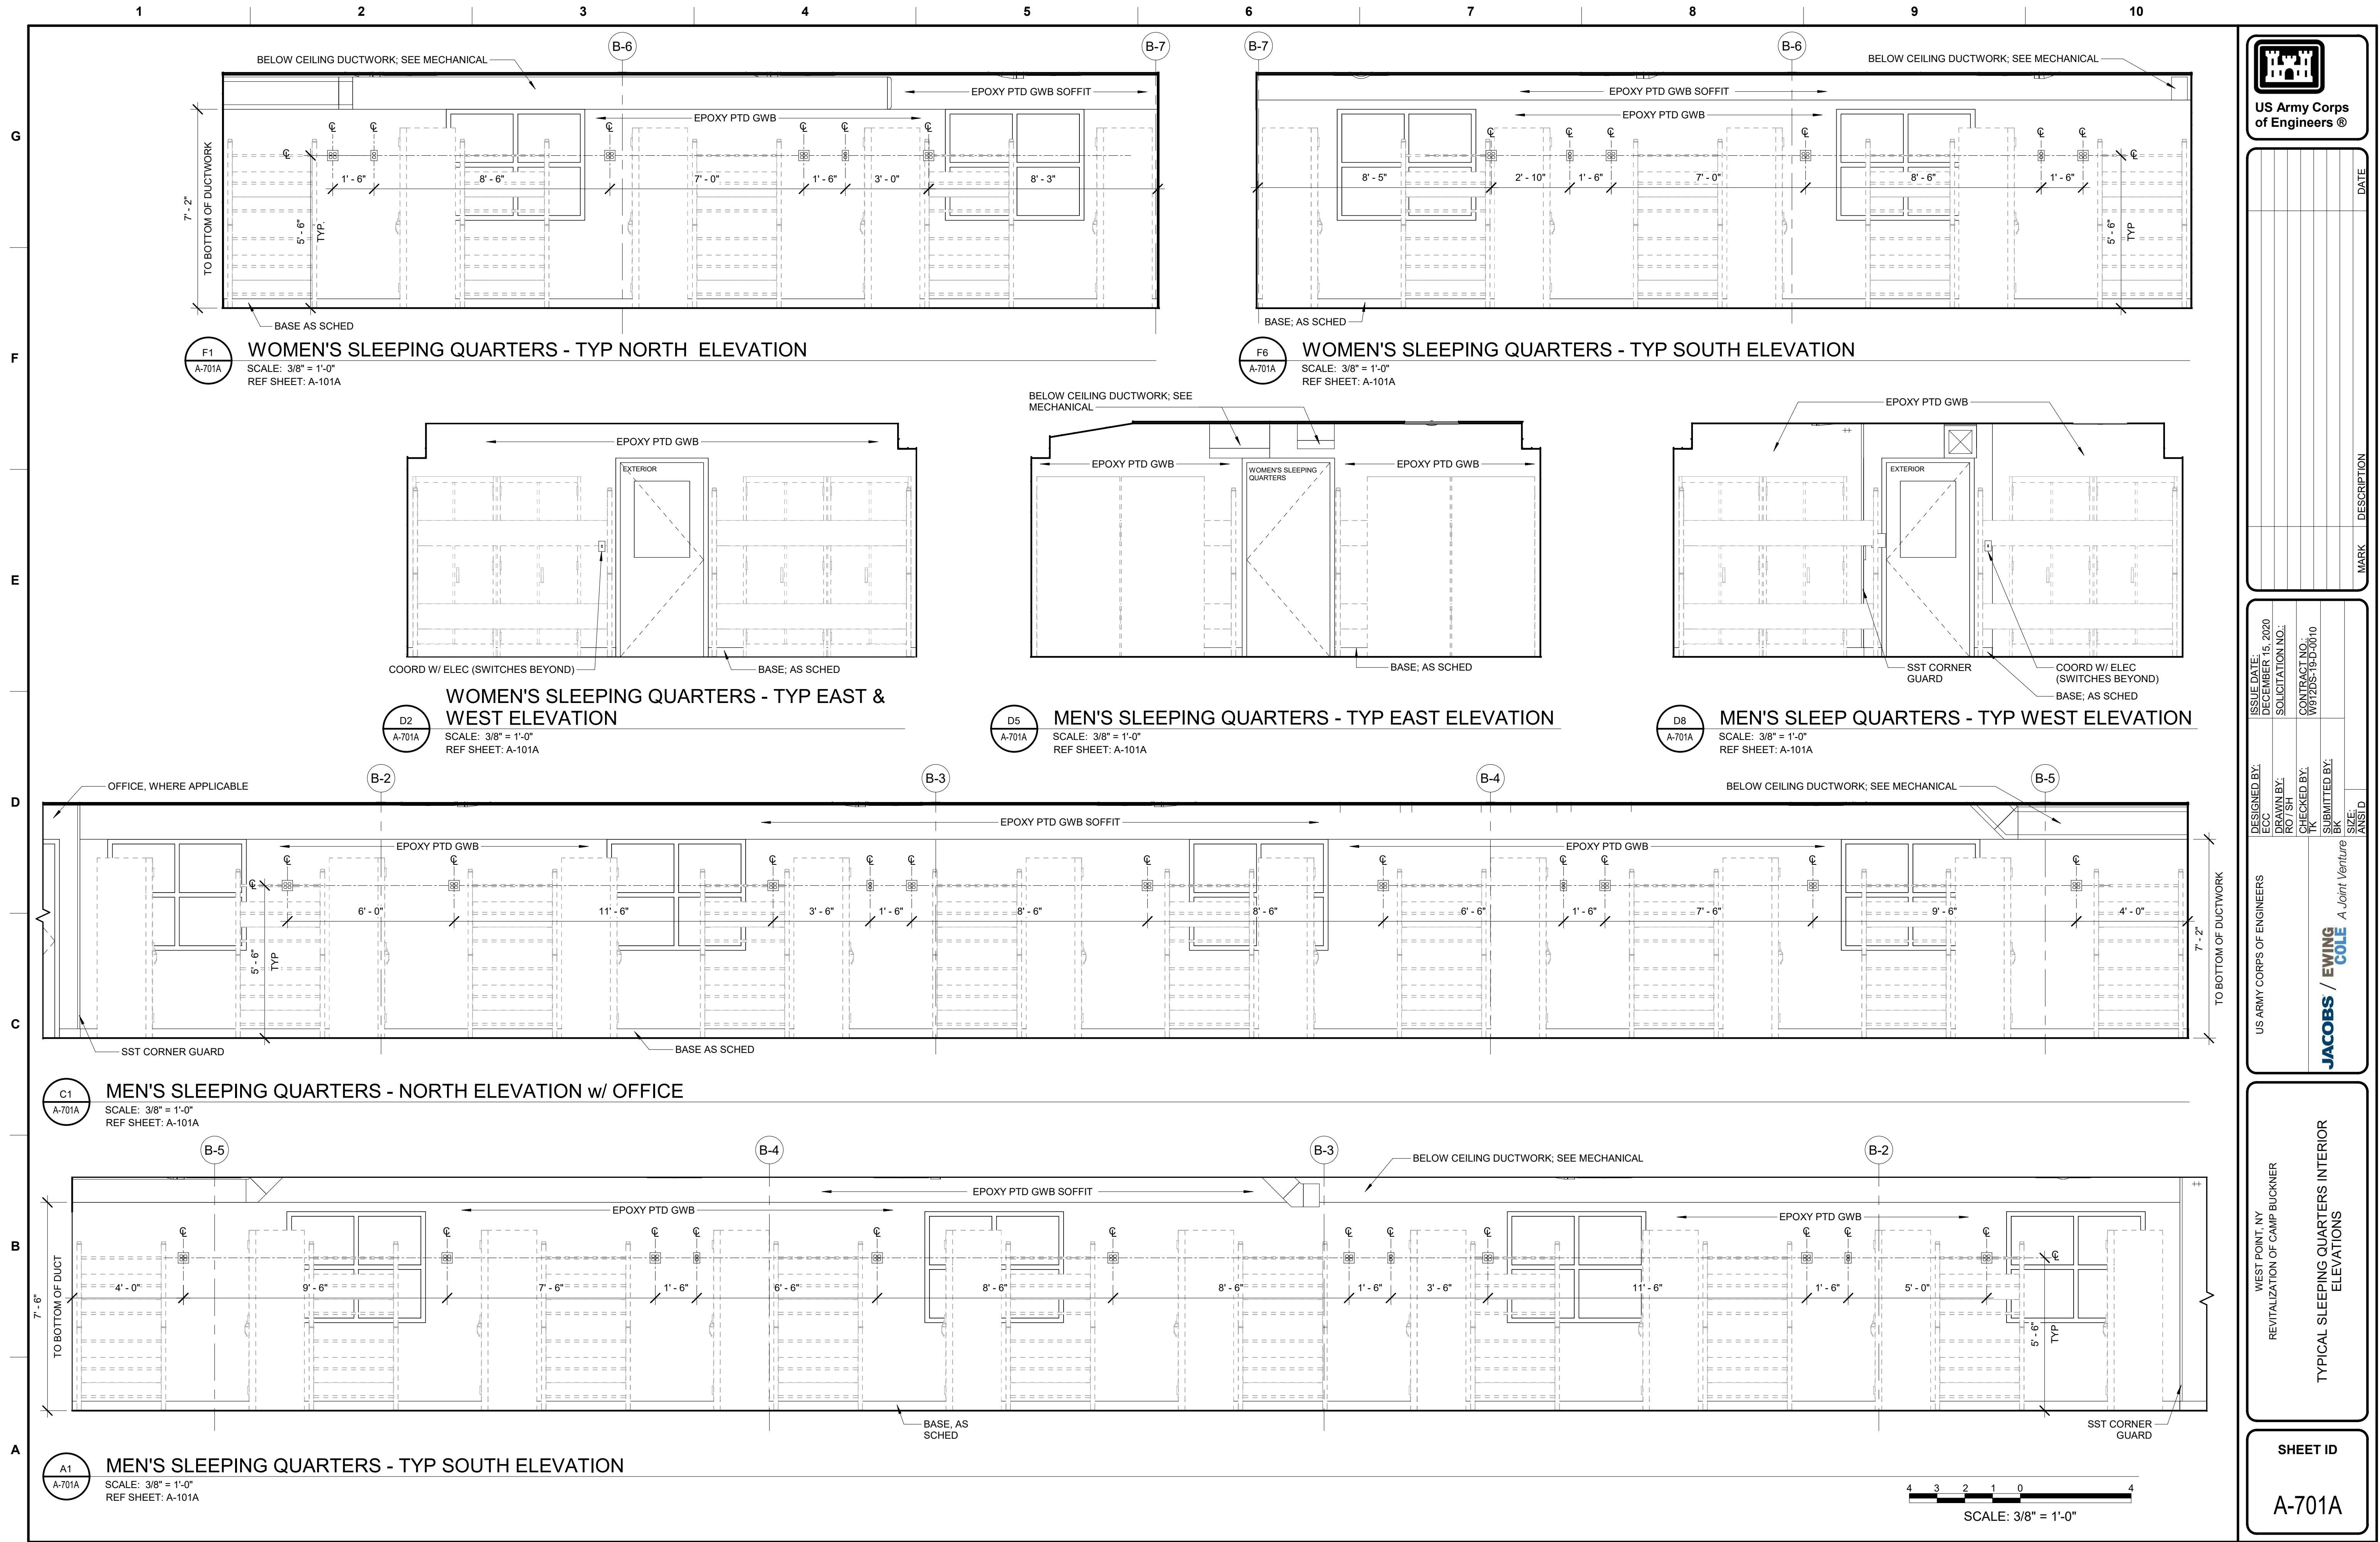 1 2 3 4 5 6 7 8 9 10
G
F
E
D
C
B
A
B-6
B-7
BELOW CEILING DUCTWORK; SEE MECHANICAL
EPOXY PTD GWB SOFFIT
EPOXY PTD GWB
℄ ℄ ℄ ℄ ℄ ℄
℄
1' - 6" 8' - 6" 7' - 0" 1' - 6" 3' - 0" 8' - 3"
7' - 2"
TO BOTTOM OF DUCTWORK
5' - 6"
TYP.
BASE AS SCHED
F1
A-701A
WOMEN'S SLEEPING QUARTERS - TYP NORTH ELEVATION
SCALE: 3/8" = 1'-0"
REF SHEET: A-101A
B-7
B-6
BELOW CEILING DUCTWORK; SEE MECHANICAL
EPOXY PTD GWB SOFFIT
EPOXY PTD GWB
℄ ℄ ℄ ℄ ℄ ℄
℄
8' - 5" 2' - 10" 1' - 6" 7' - 0" 8' - 6" 1' - 6"
5' - 6"
TYP
BASE; AS SCHED
F6
A-701A
WOMEN'S SLEEPING QUARTERS - TYP SOUTH ELEVATION
SCALE: 3/8" = 1'-0"
REF SHEET: A-101A
EPOXY PTD GWB
EXTERIOR
COORD W/ ELEC (SWITCHES BEYOND)
BASE; AS SCHED
D2
A-701A
WOMEN'S SLEEPING QUARTERS - TYP EAST &
WEST ELEVATION
SCALE: 3/8" = 1'-0"
REF SHEET: A-101A
BELOW CEILING DUCTWORK; SEE
MECHANICAL
EPOXY PTD GWB
EPOXY PTD GWB
WOMEN'S SLEEPING
QUARTERS
BASE; AS SCHED
D5
A-701A
MEN'S SLEEPING QUARTERS - TYP EAST ELEVATION
SCALE: 3/8" = 1'-0"
REF SHEET: A-101A
EPOXY PTD GWB
EXTERIOR
SST CORNER
GUARD
COORD W/ ELEC
(SWITCHES BEYOND)
BASE; AS SCHED
D8
A-701A
MEN'S SLEEP QUARTERS - TYP WEST ELEVATION
SCALE: 3/8" = 1'-0"
REF SHEET: A-101A
OFFICE, WHERE APPLICABLE
B-2
B-3
B-4
B-5
BELOW CEILING DUCTWORK; SEE MECHANICAL
EPOXY PTD GWB SOFFIT
EPOXY PTD GWB
EPOXY PTD GWB
℄ ℄ ℄ ℄ ℄ ℄ ℄ ℄ ℄ ℄ ℄
℄
6' - 0" 11' - 6" 3' - 6" 1' - 6" 8' - 6" 8' - 6" 6' - 6" 1' - 6" 7' - 6" 9' - 6" 4' - 0"
5' - 6"
TYP
7' - 2"
TO BOTTOM OF DUCTWORK
SST CORNER GUARD
BASE AS SCHED
C1
A-701A
MEN'S SLEEPING QUARTERS - NORTH ELEVATION w/ OFFICE
SCALE: 3/8" = 1'-0"
REF SHEET: A-101A
B-5
B-4
B-3
B-2
BELOW CEILING DUCTWORK; SEE MECHANICAL
EPOXY PTD GWB SOFFIT
EPOXY PTD GWB
EPOXY PTD GWB
℄ ℄ ℄ ℄ ℄ ℄ ℄ ℄ ℄ ℄ ℄ ℄
℄
4' - 0" 9' - 6" 7' - 6" 1' - 6" 6' - 6" 8' - 6" 8' - 6" 1' - 6" 3' - 6" 11' - 6" 1' - 6" 5' - 0"
7' - 6"
TO BOTTOM OF DUCT
5' - 6"
TYP
BASE, AS
SCHED
SST CORNER
GUARD
A1
A-701A
MEN'S SLEEPING QUARTERS - TYP SOUTH ELEVATION
SCALE: 3/8" = 1'-0"
REF SHEET: A-101A
4 3 2 1 0 4
SCALE: 3/8" = 1'-0"
US Army Corps
of Engineers ®
MARK DESCRIPTION DATE
DESIGNED BY:
ECC
DRAWN BY:
RO / SH
CHECKED BY:
TK
SUBMITTED BY:
BK
SIZE:
ANSI D
ISSUE DATE:
DECEMBER 15, 2020
SOLICITATION NO.:
CONTRACT NO.:
W912DS-19-D-0010
US ARMY CORPS OF ENGINEERS
JACOBS / EWING
COLE
A Joint Venture
WEST POINT, NY
REVITALIZATION OF CAMP BUCKNER
TYPICAL SLEEPING QUARTERS INTERIOR
ELEVATIONS
SHEET ID
A-701A